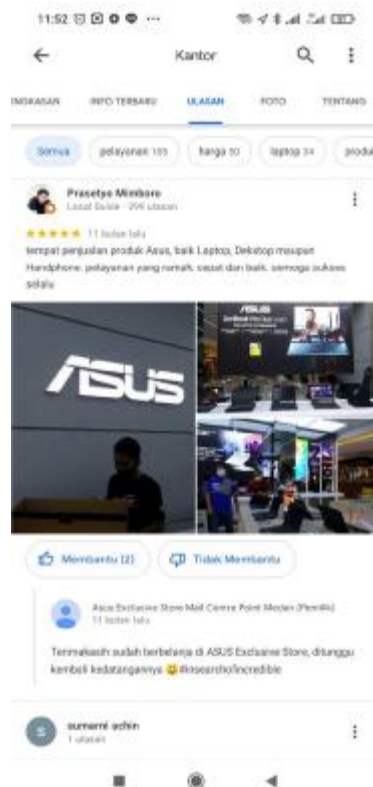 11:52
Kantor
RINGKASAN INFO TERBARU ULASAN FOTO TENTANG
Semua pelayanan 105 harga 50 laptop 34 produk
Prasetyo Mimboro
Local Guide · 299 ulasan
11 bulan lalu
tempat penjualan produk Asus, baik Laptop, Dekstop maupun
Handphone. pelayanan yang ramah, cepat dan baik. semoga sukses
selalu
ASUS
ASUS
Membantu (2) Tidak Membantu
Asus Exclusive Store Mall Centre Point Medan (Pemilik)
11 bulan lalu
Terimakasih sudah berbelanja di ASUS Exclusive Store, ditunggu
kembali kedatangannya 😀 #insearchofincredible
S
sumarni achin
1 ulasan